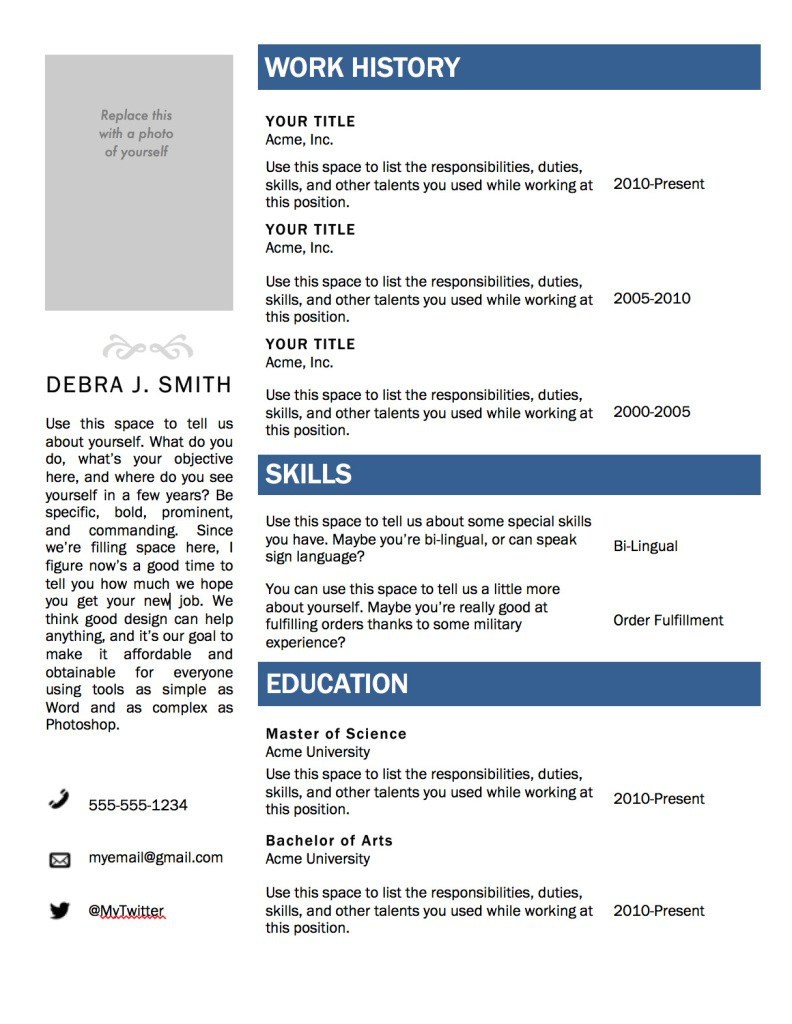 Replace this
with a photo
of yourself
DEBRA J. SMITH
Use this space to tell us
about yourself. What do you
do, what's your objective
here, and where do you see
yourself in a few years? Be
specific, bold, prominent,
and commanding. Since
we're filling space here, I
figure now's a good time to
tell you how much we hope
you get your new job. We
think good design can help
anything, and it's our goal to
make it affordable and
obtainable for everyone
using tools as simple as
Word and as complex as
Photoshop.
555-555-1234
myemail@gmail.com
@MyTwitter
WORK HISTORY
YOUR TITLE
Acme, Inc.
Use this space to list the responsibilities, duties,
skills, and other talents you used while working at
this position.
2010-Present
YOUR TITLE
Acme, Inc.
Use this space to list the responsibilities, duties,
skills, and other talents you used while working at
this position.
2005-2010
YOUR TITLE
Acme, Inc.
Use this space to list the responsibilities, duties,
skills, and other talents you used while working at
this position.
2000-2005
SKILLS
Use this space to tell us about some special skills
you have. Maybe you're bi-lingual, or can speak
sign language?
Bi-Lingual
You can use this space to tell us a little more
about yourself. Maybe you're really good at
fulfilling orders thanks to some military
experience?
Order Fulfillment
EDUCATION
Master of Science
Acme University
Use this space to list the responsibilities, duties,
skills, and other talents you used while working at
this position.
2010-Present
Bachelor of Arts
Acme University
Use this space to list the responsibilities, duties,
skills, and other talents you used while working at
this position.
2010-Present